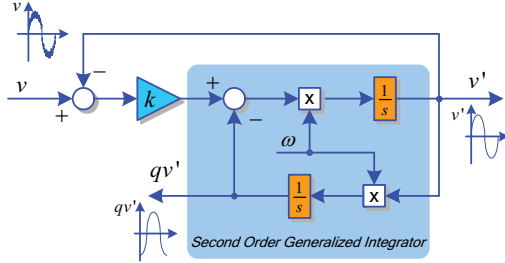 v
−
v
+
k
+
−
x
1/s
v'
ω
v'
qv'
1/s
x
qv'
Second Order Generalized Integrator